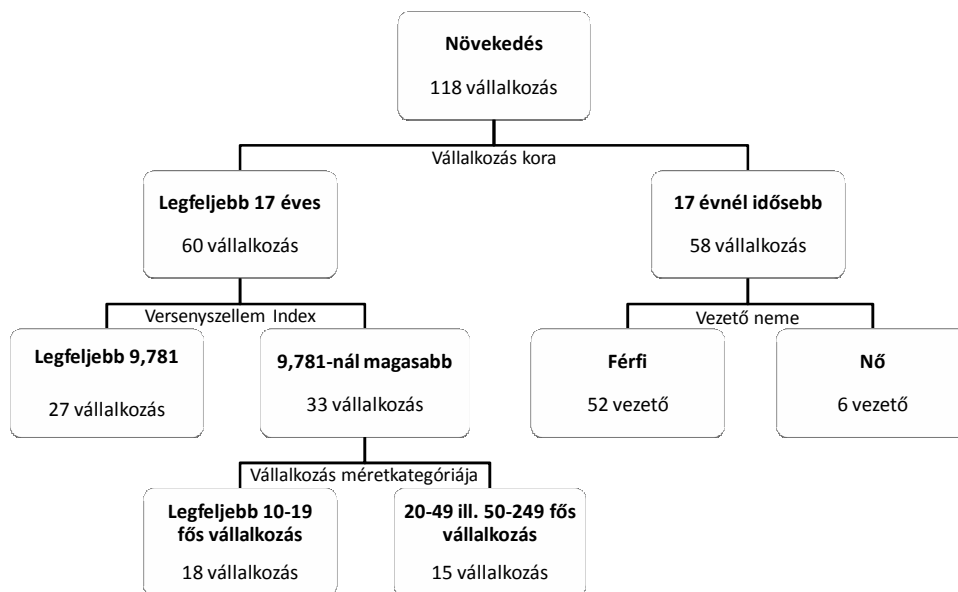 Növekedés
118 vállalkozás
Vállalkozás kora
Legfeljebb 17 éves
60 vállalkozás
17 évnél idősebb
58 vállalkozás
Versenyszellem Index
Vezető neme
Legfeljebb 9,781
27 vállalkozás
9,781-nál magasabb
33 vállalkozás
Férfi
52 vezető
Nő
6 vezető
Vállalkozás méretkategóriája
Legfeljebb 10-19
fős vállalkozás
18 vállalkozás
20-49 ill. 50-249 fős
vállalkozás
15 vállalkozás